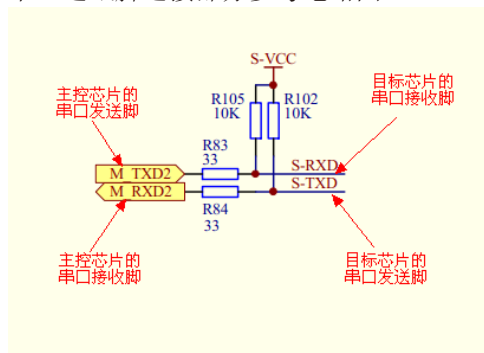 S-VCC
R105
10K
R102
10K
主控芯片的
串口发送脚
目标芯片的
串口接收脚
R83
33
M_TXD2
S-RXD
M_RXD2
S-TXD
R84
33
主控芯片的
串口接收脚
目标芯片的
串口发送脚